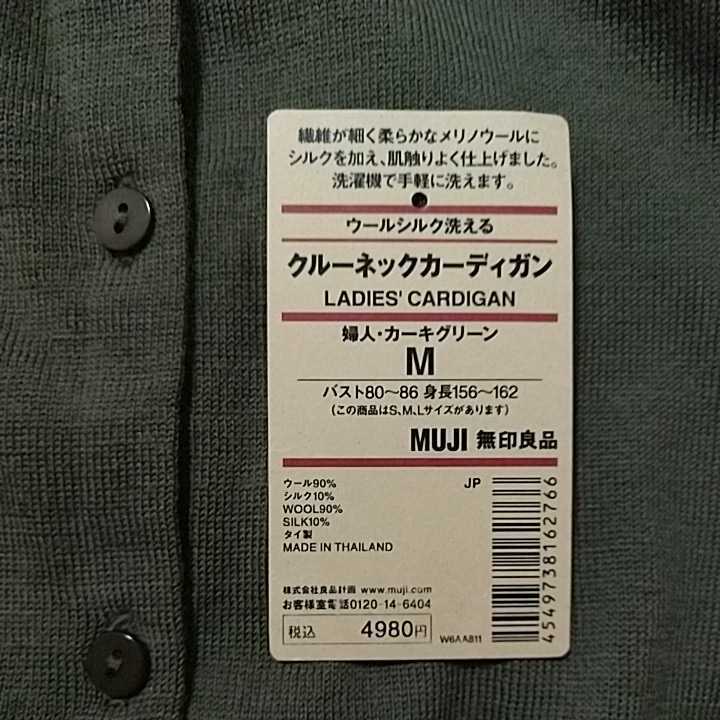 繊維が細く柔らかなメリノウールに
シルクを加え、肌触りよく仕上げました。
洗濯機で手軽に洗えます。
ウールシルク洗える
クルーネックカーディガン
LADIES' CARDIGAN
婦人・カーキグリーン
M
バスト80〜86 身長156〜162
(この商品はS、M、Lサイズがあります)
MUJI 無印良品
ウール90%
シルク10%
WOOL90%
SILK10%
タイ製
MADE IN THAILAND
JP
4549738162766
株式会社良品計画 www.muji.com
お客様室電話0120-14-6404
税込 4980円
W6AA811